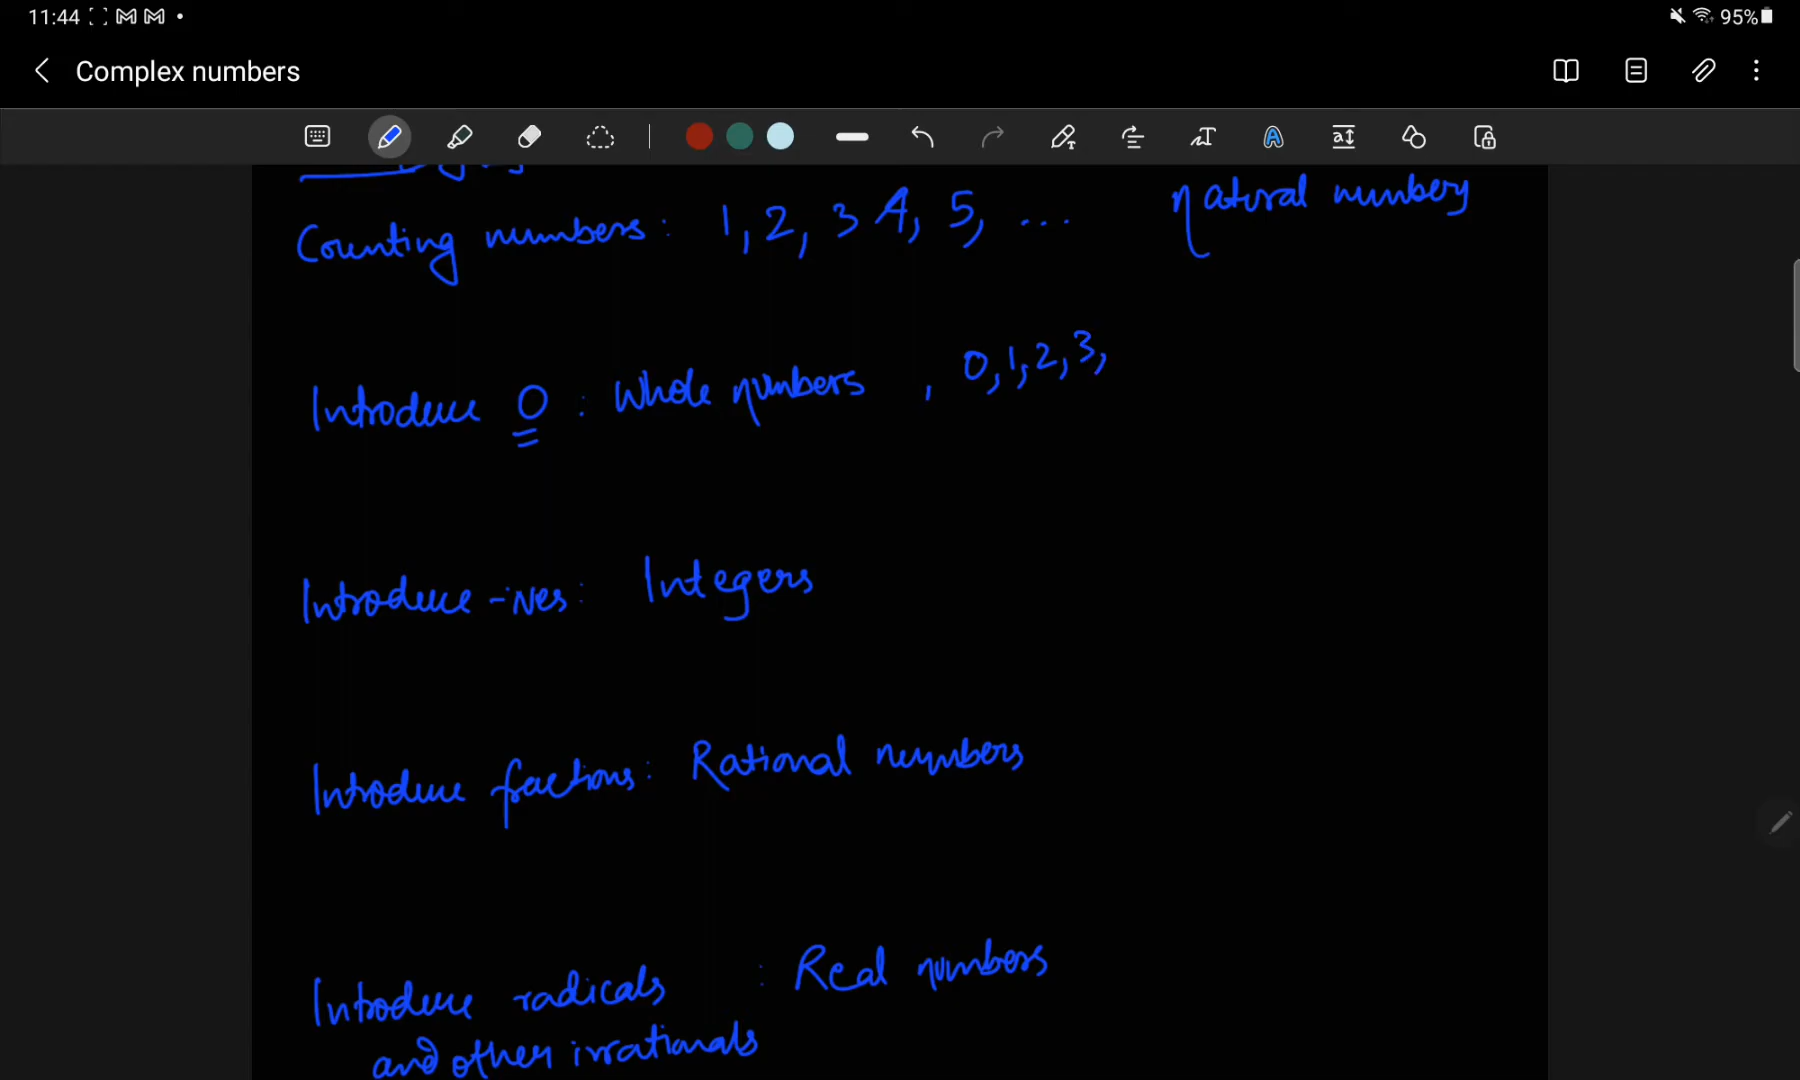 11:44
95%
Complex numbers
Counting numbers: 1, 2, 3 4, 5, ... natural numbers
Introduce 0 : Whole numbers , 0, 1, 2, 3,
Introduce -ives: Integers
Introduce fractions: Rational numbers
Introduce radicals : Real numbers
and other irrationals